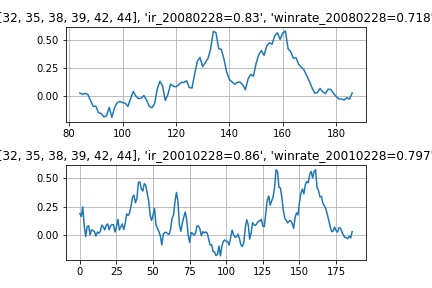 [32, 35, 38, 39, 42, 44], 'ir_20080228=0.83', 'winrate_20080228=0.718'
0.50
0.25
0.00
80 100 120 140 160 180
[32, 35, 38, 39, 42, 44], 'ir_20010228=0.86', 'winrate_20010228=0.797'
0.50
0.25
0.00
0 25 50 75 100 125 150 175